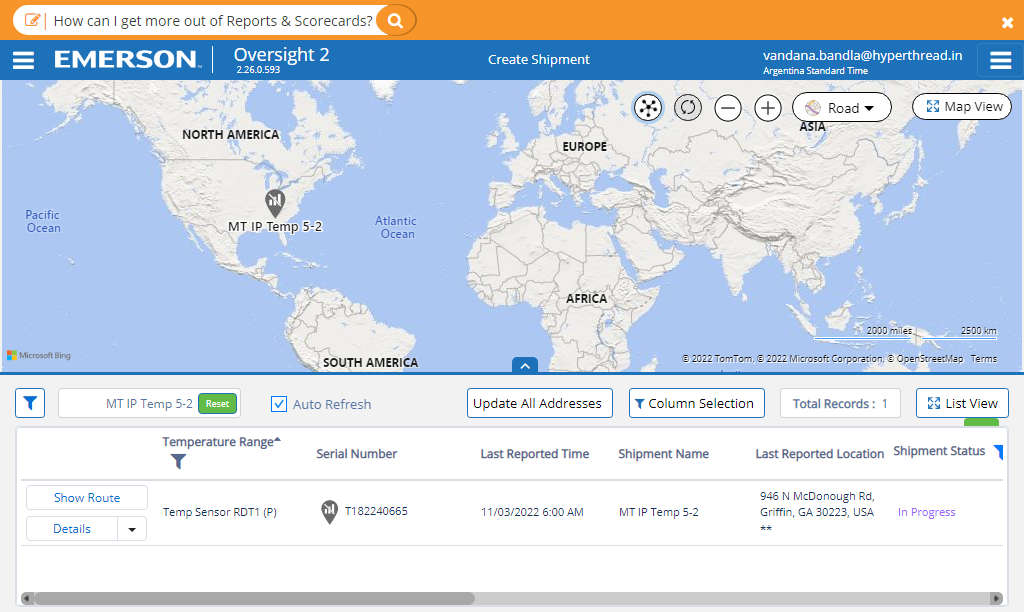 How can I get more out of Reports & Scorecards?
EMERSON
Oversight 2
2.26.0.593
Create Shipment
vandana.bandla@hyperthread.in
Argentina Standard Time
Road
Map View
NORTH AMERICA
EUROPE
ASIA
Pacific
Ocean
MT IP Temp 5-2
Atlantic
Ocean
AFRICA
SOUTH AMERICA
2000 miles
2500 km
Microsoft Bing
© 2022 TomTom, © 2022 Microsoft Corporation, © OpenStreetMap Terms
MT IP Temp 5-2
Reset
Auto Refresh
Update All Addresses
Column Selection
Total Records : 1
List View
Temperature Range
Serial Number
Last Reported Time
Shipment Name
Last Reported Location
Shipment Status
Show Route
Details
Temp Sensor RDT1 (P)
T182240665
11/03/2022 6:00 AM
MT IP Temp 5-2
946 N McDonough Rd,
Griffin, GA 30223, USA
**
In Progress